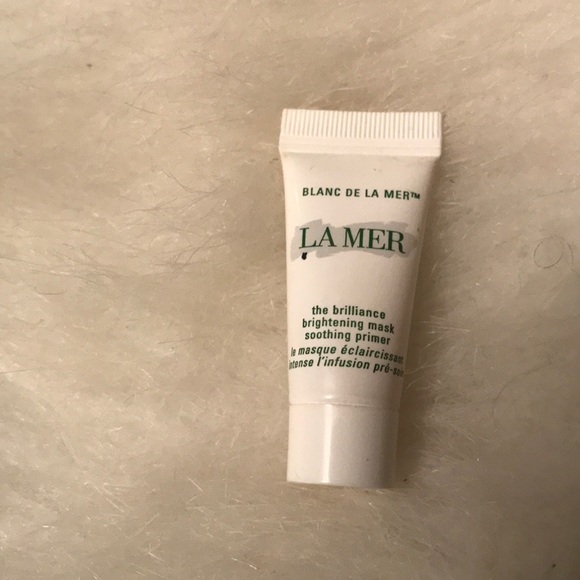 BLANC DE LA MER™
LA MER
the brilliance
brightening mask
soothing primer
le masque éclaircissant
intense l'infusion